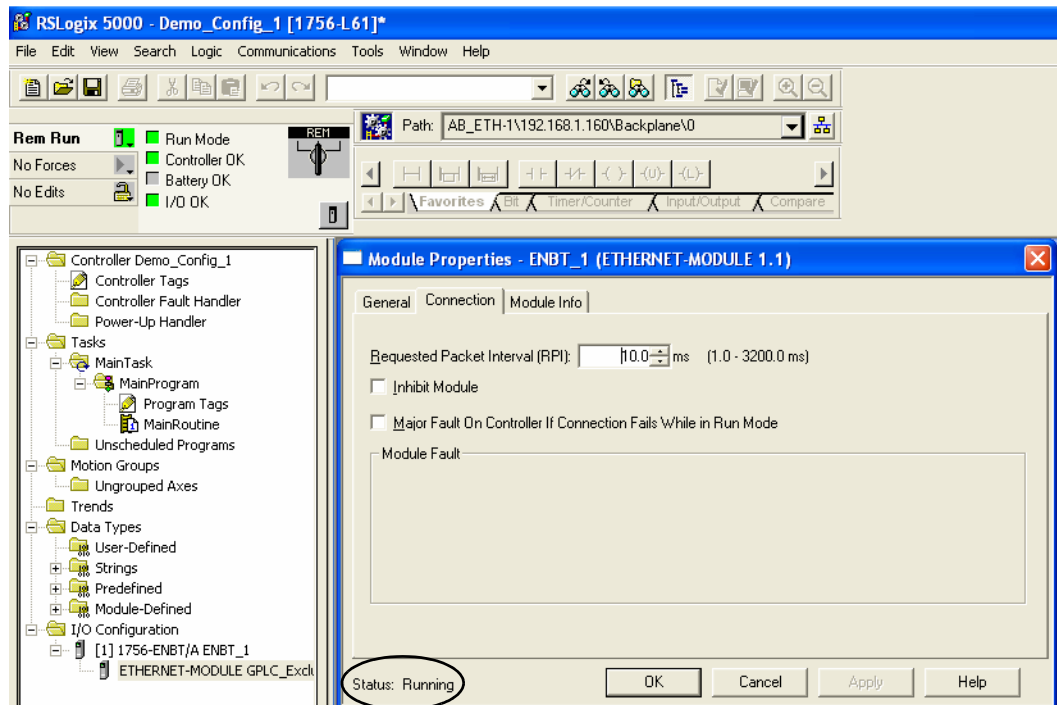 RSLogix 5000 - Demo_Config_1 [1756-L61]*
File Edit View Search Logic Communications Tools Window Help
Rem Run
Run Mode
REM
Path: AB_ETH-1\192.168.1.160\Backplane\0
No Forces
Controller OK
Battery OK
No Edits
I/O OK
-(U)- -(L)-
Favorites Bit Timer/Counter Input/Output Compare
Controller Demo_Config_1
Controller Tags
Controller Fault Handler
Power-Up Handler
Tasks
MainTask
MainProgram
Program Tags
MainRoutine
Unscheduled Programs
Motion Groups
Ungrouped Axes
Trends
Data Types
User-Defined
Strings
Predefined
Module-Defined
I/O Configuration
[1] 1756-ENBT/A ENBT_1
ETHERNET-MODULE GPLC_Exclu
Module Properties - ENBT_1 (ETHERNET-MODULE 1.1)
General Connection Module Info
Requested Packet Interval (RPI): 10.0 ms (1.0 - 3200.0 ms)
Inhibit Module
Major Fault On Controller If Connection Fails While in Run Mode
Module Fault
Status: Running OK Cancel Apply Help